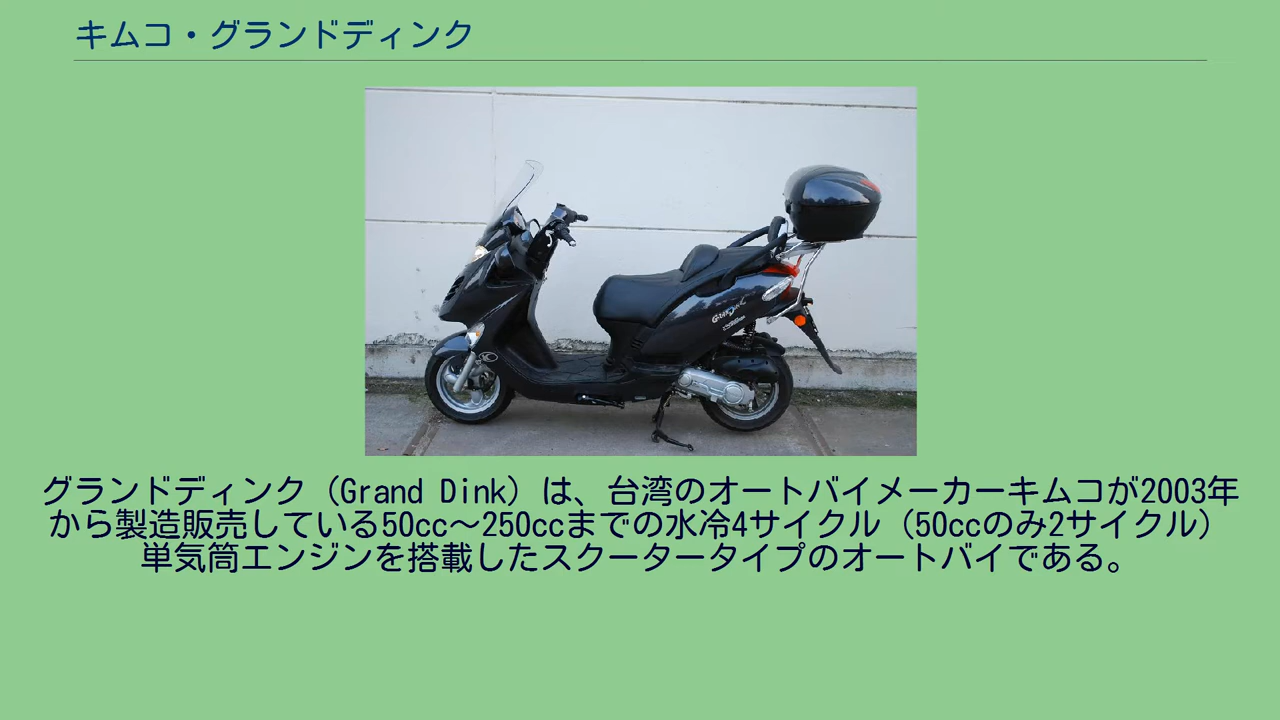 キムコ・グランドディンク
グランドディンク（Grand Dink）は、台湾のオートバイメーカーキムコが2003年
から製造販売している50cc～250ccまでの水冷4サイクル（50ccのみ2サイクル）
単気筒エンジンを搭載したスクータータイプのオートバイである。